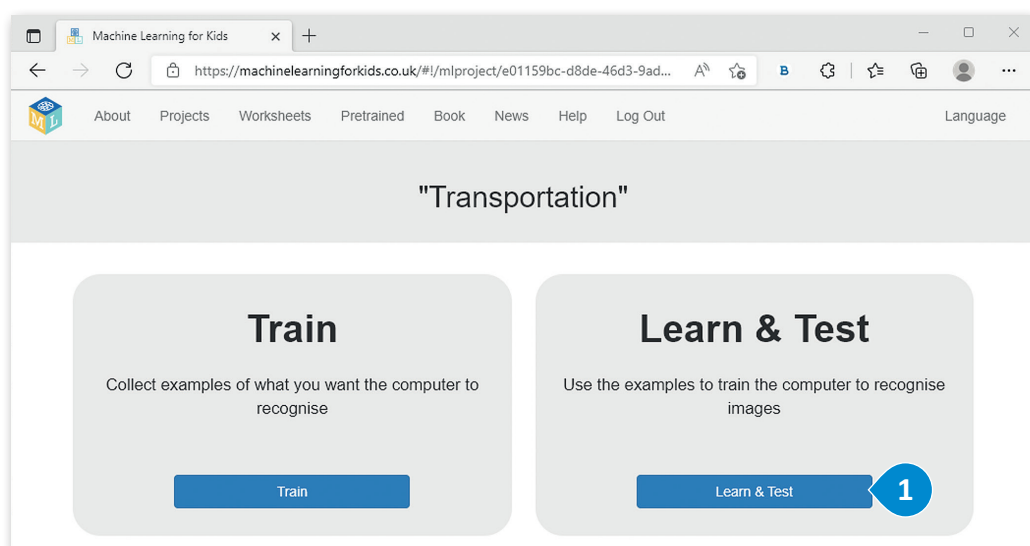 Machine Learning for Kids
https://machinelearningforkids.co.uk/#!/mlproject/e01159bc-d8de-46d3-9ad...
B
ML About Projects Worksheets Pretrained Book News Help Log Out Language
"Transportation"
Train
Collect examples of what you want the computer to
recognise
Train
Learn & Test
Use the examples to train the computer to recognise
images
Learn & Test
1